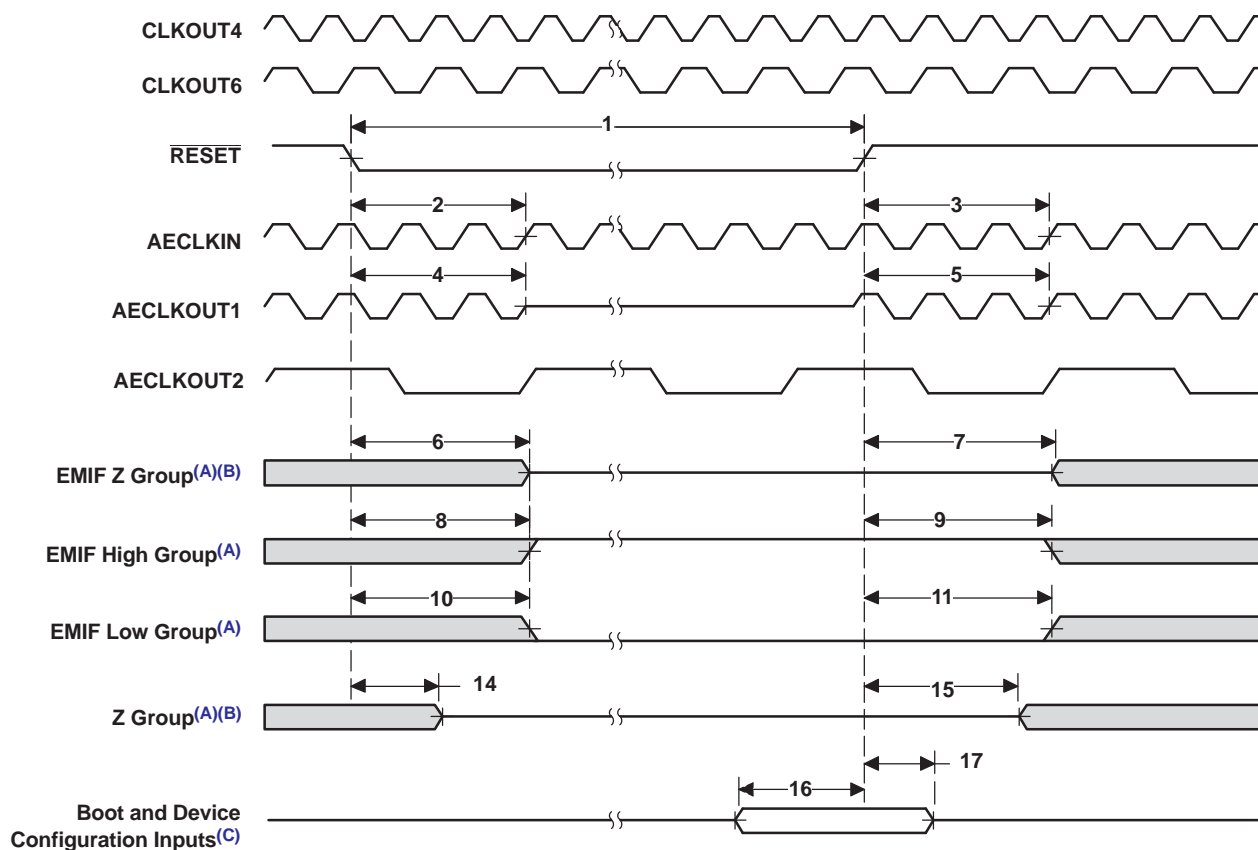 CLKOUT4
CLKOUT6
1
RESET
2
3
AECLKIN
4
5
AECLKOUT1
AECLKOUT2
6
7
EMIF Z Group(A)(B)
8
9
EMIF High Group(A)
10
11
EMIF Low Group(A)
14
15
Z Group(A)(B)
17
16
Boot and Device
Configuration Inputs(C)